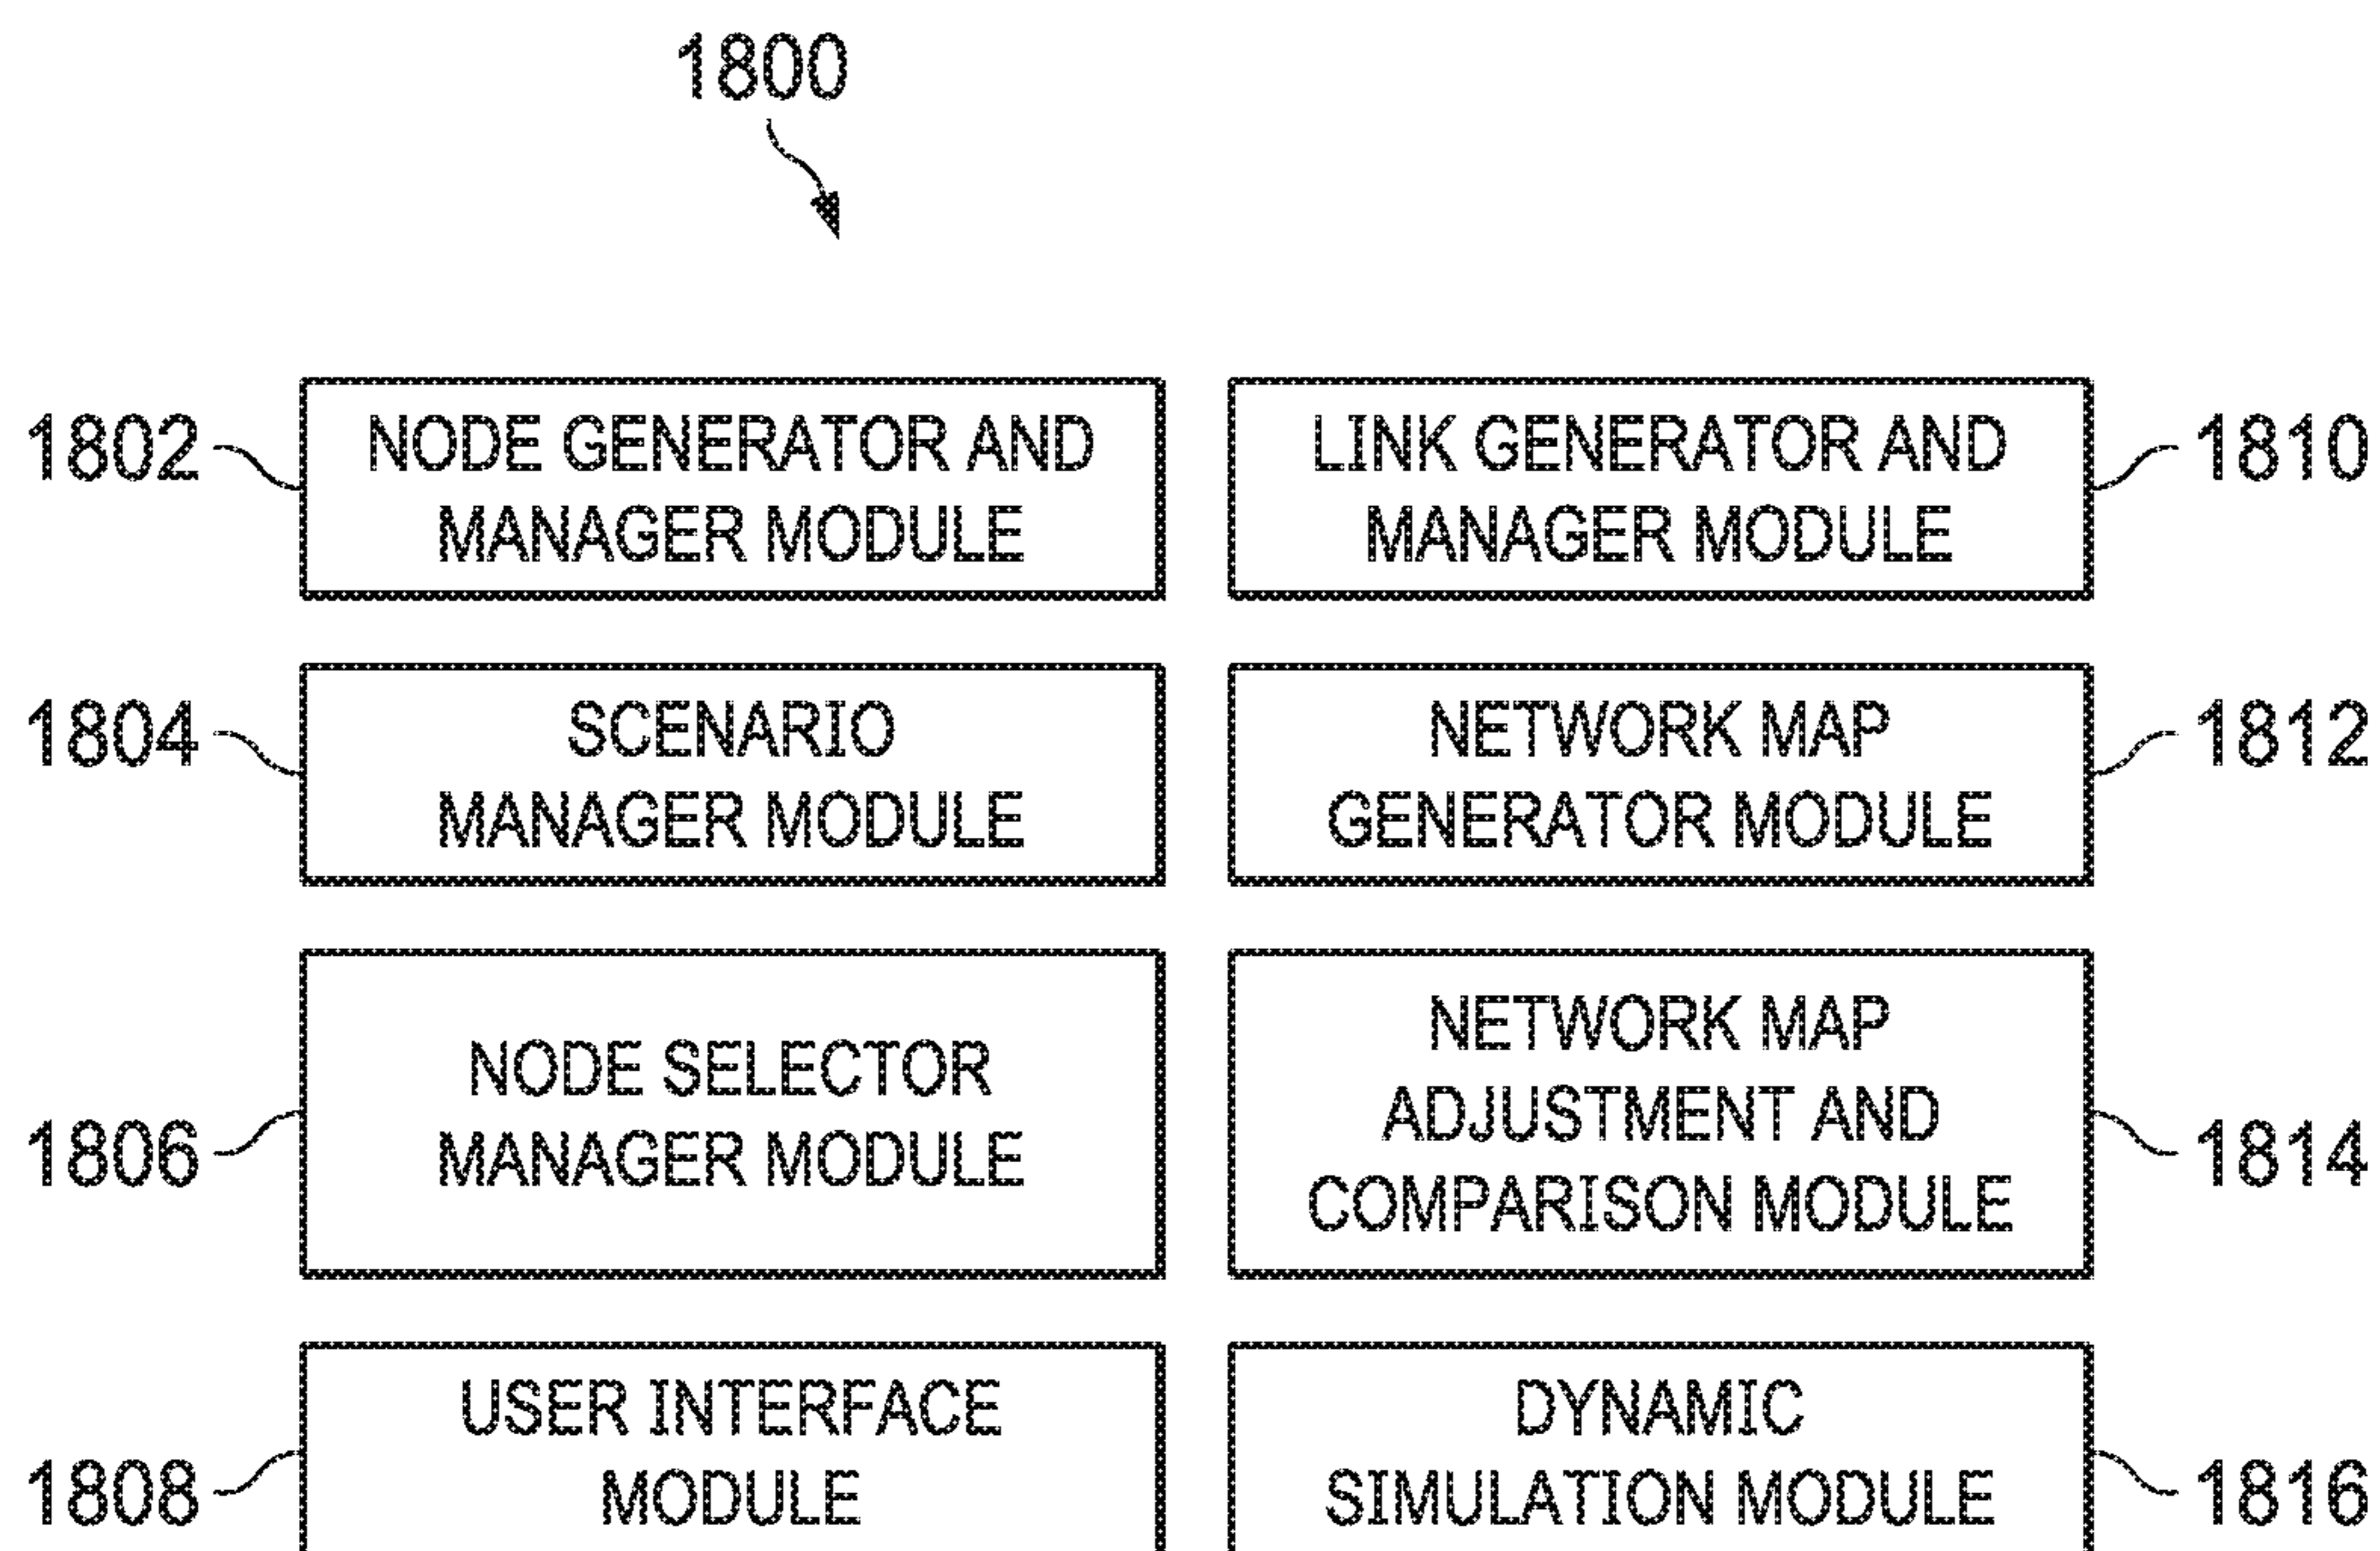 1800
1802
NODE GENERATOR AND
MANAGER MODULE
LINK GENERATOR AND
MANAGER MODULE
1810
1804
SCENARIO
MANAGER MODULE
NETWORK MAP
GENERATOR MODULE
1812
1806
NODE SELECTOR
MANAGER MODULE
NETWORK MAP
ADJUSTMENT AND
COMPARISON MODULE
1814
1808
USER INTERFACE
MODULE
DYNAMIC
SIMULATION MODULE
1816